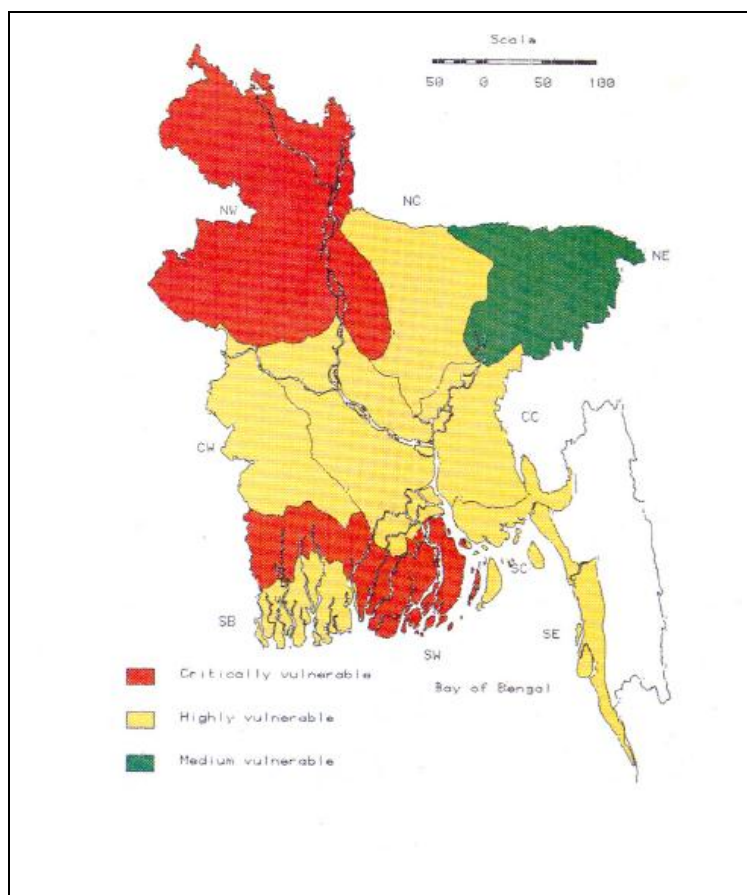 Scale
50 0 50 100
NC
NW
NE
CC
CW
SC
SB
SE
SW
Critically vulnerable
Bay of Bengal
Highly vulnerable
Medium vulnerable